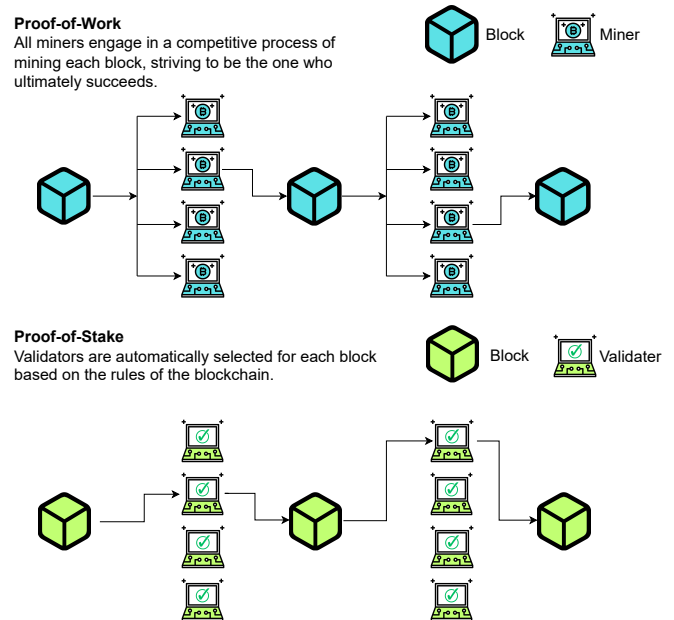 Proof-of-Work
All miners engage in a competitive process of
mining each block, striving to be the one who
ultimately succeeds.
Block
Miner
Proof-of-Stake
Validators are automatically selected for each block
based on the rules of the blockchain.
Block
Validater